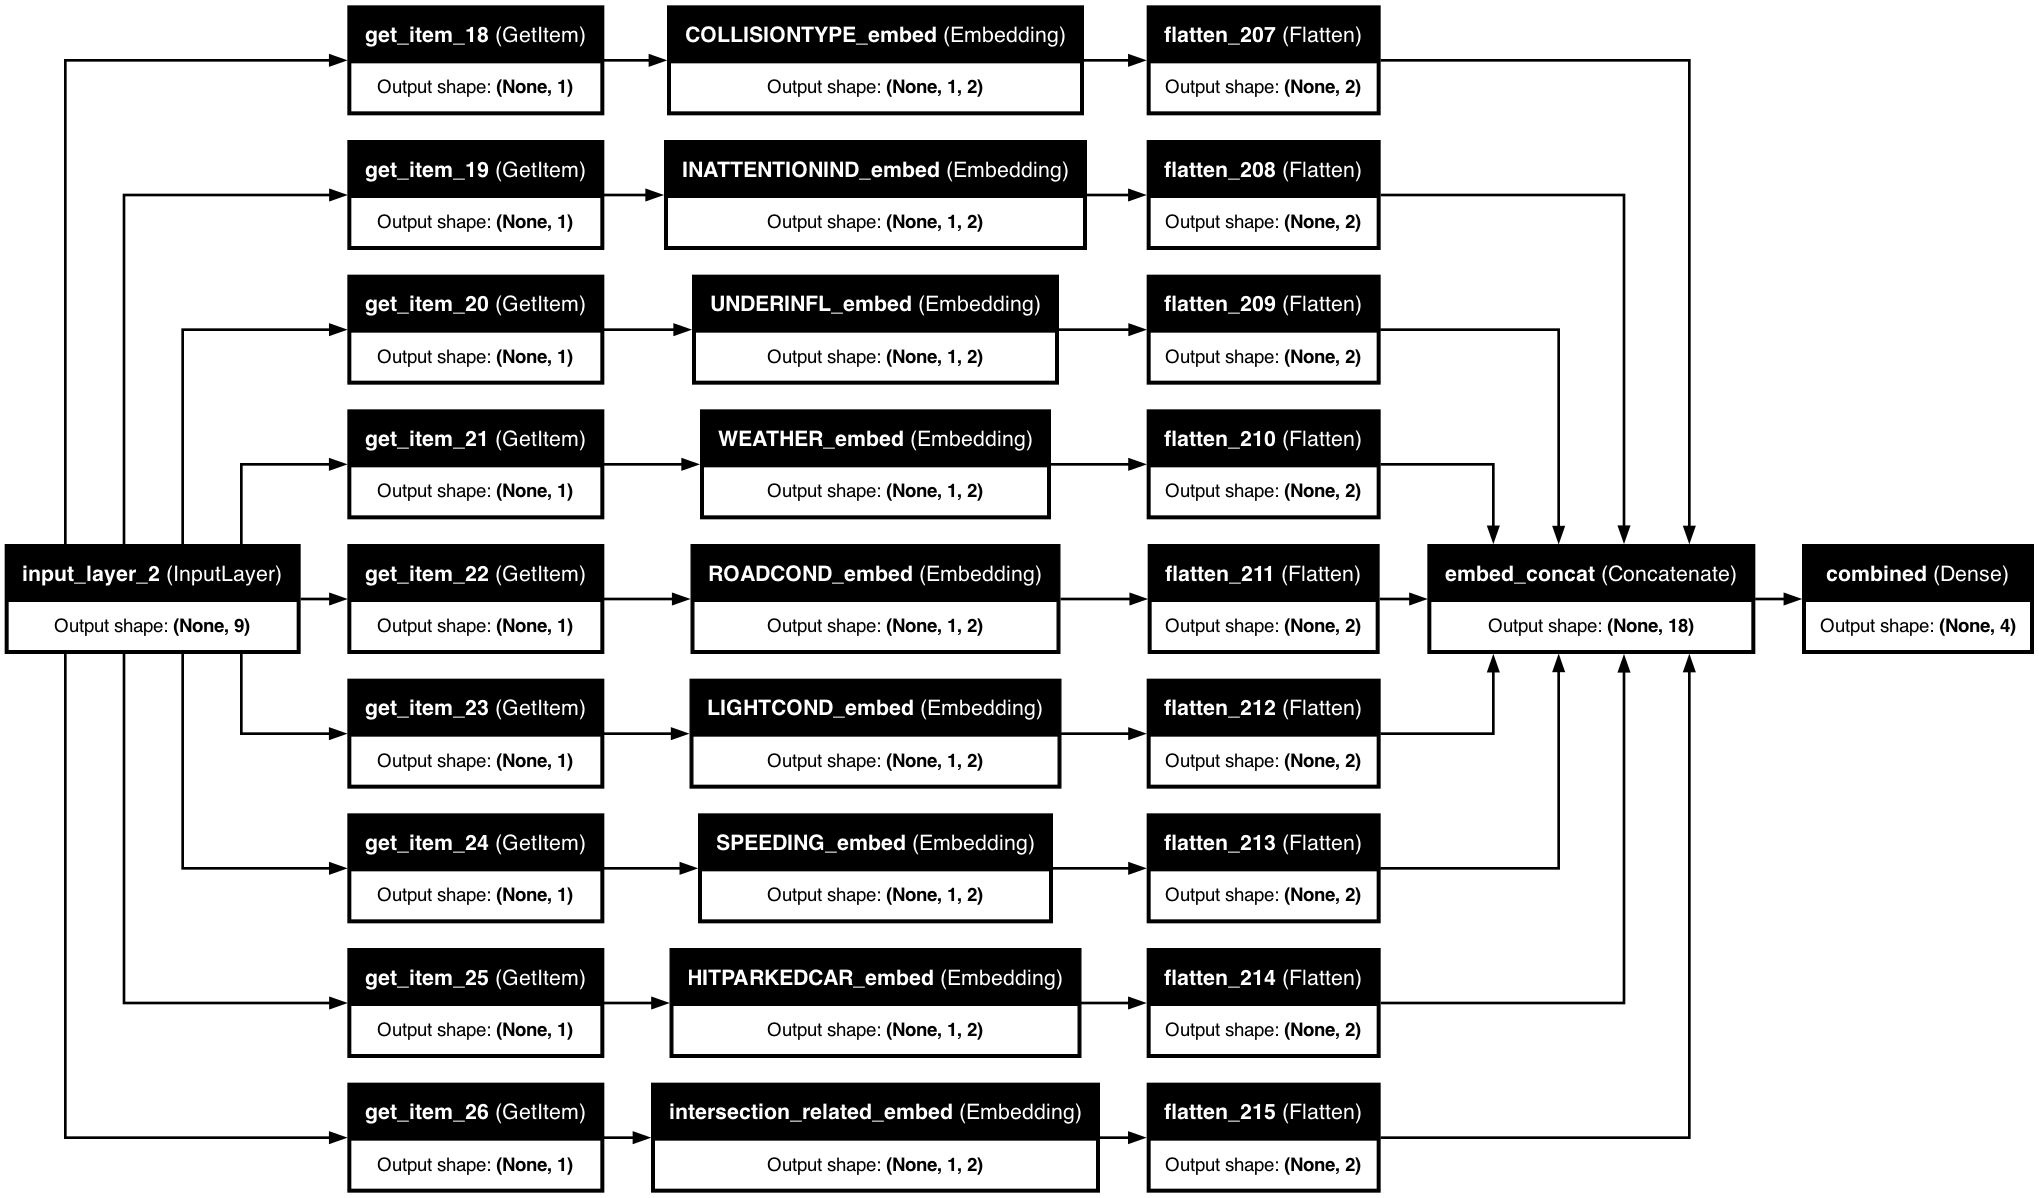 get_item_18 (GetItem)
Output shape: (None, 1)
COLLISIONTYPE_embed (Embedding)
Output shape: (None, 1, 2)
flatten_207 (Flatten)
Output shape: (None, 2)
get_item_19 (GetItem)
Output shape: (None, 1)
INATTENTIONIND_embed (Embedding)
Output shape: (None, 1, 2)
flatten_208 (Flatten)
Output shape: (None, 2)
get_item_20 (GetItem)
Output shape: (None, 1)
UNDERINFL_embed (Embedding)
Output shape: (None, 1, 2)
flatten_209 (Flatten)
Output shape: (None, 2)
get_item_21 (GetItem)
Output shape: (None, 1)
WEATHER_embed (Embedding)
Output shape: (None, 1, 2)
flatten_210 (Flatten)
Output shape: (None, 2)
input_layer_2 (InputLayer)
Output shape: (None, 9)
get_item_22 (GetItem)
Output shape: (None, 1)
ROADCOND_embed (Embedding)
Output shape: (None, 1, 2)
flatten_211 (Flatten)
Output shape: (None, 2)
embed_concat (Concatenate)
Output shape: (None, 18)
combined (Dense)
Output shape: (None, 4)
get_item_23 (GetItem)
Output shape: (None, 1)
LIGHTCOND_embed (Embedding)
Output shape: (None, 1, 2)
flatten_212 (Flatten)
Output shape: (None, 2)
get_item_24 (GetItem)
Output shape: (None, 1)
SPEEDING_embed (Embedding)
Output shape: (None, 1, 2)
flatten_213 (Flatten)
Output shape: (None, 2)
get_item_25 (GetItem)
Output shape: (None, 1)
HITPARKEDCAR_embed (Embedding)
Output shape: (None, 1, 2)
flatten_214 (Flatten)
Output shape: (None, 2)
get_item_26 (GetItem)
Output shape: (None, 1)
intersection_related_embed (Embedding)
Output shape: (None, 1, 2)
flatten_215 (Flatten)
Output shape: (None, 2)